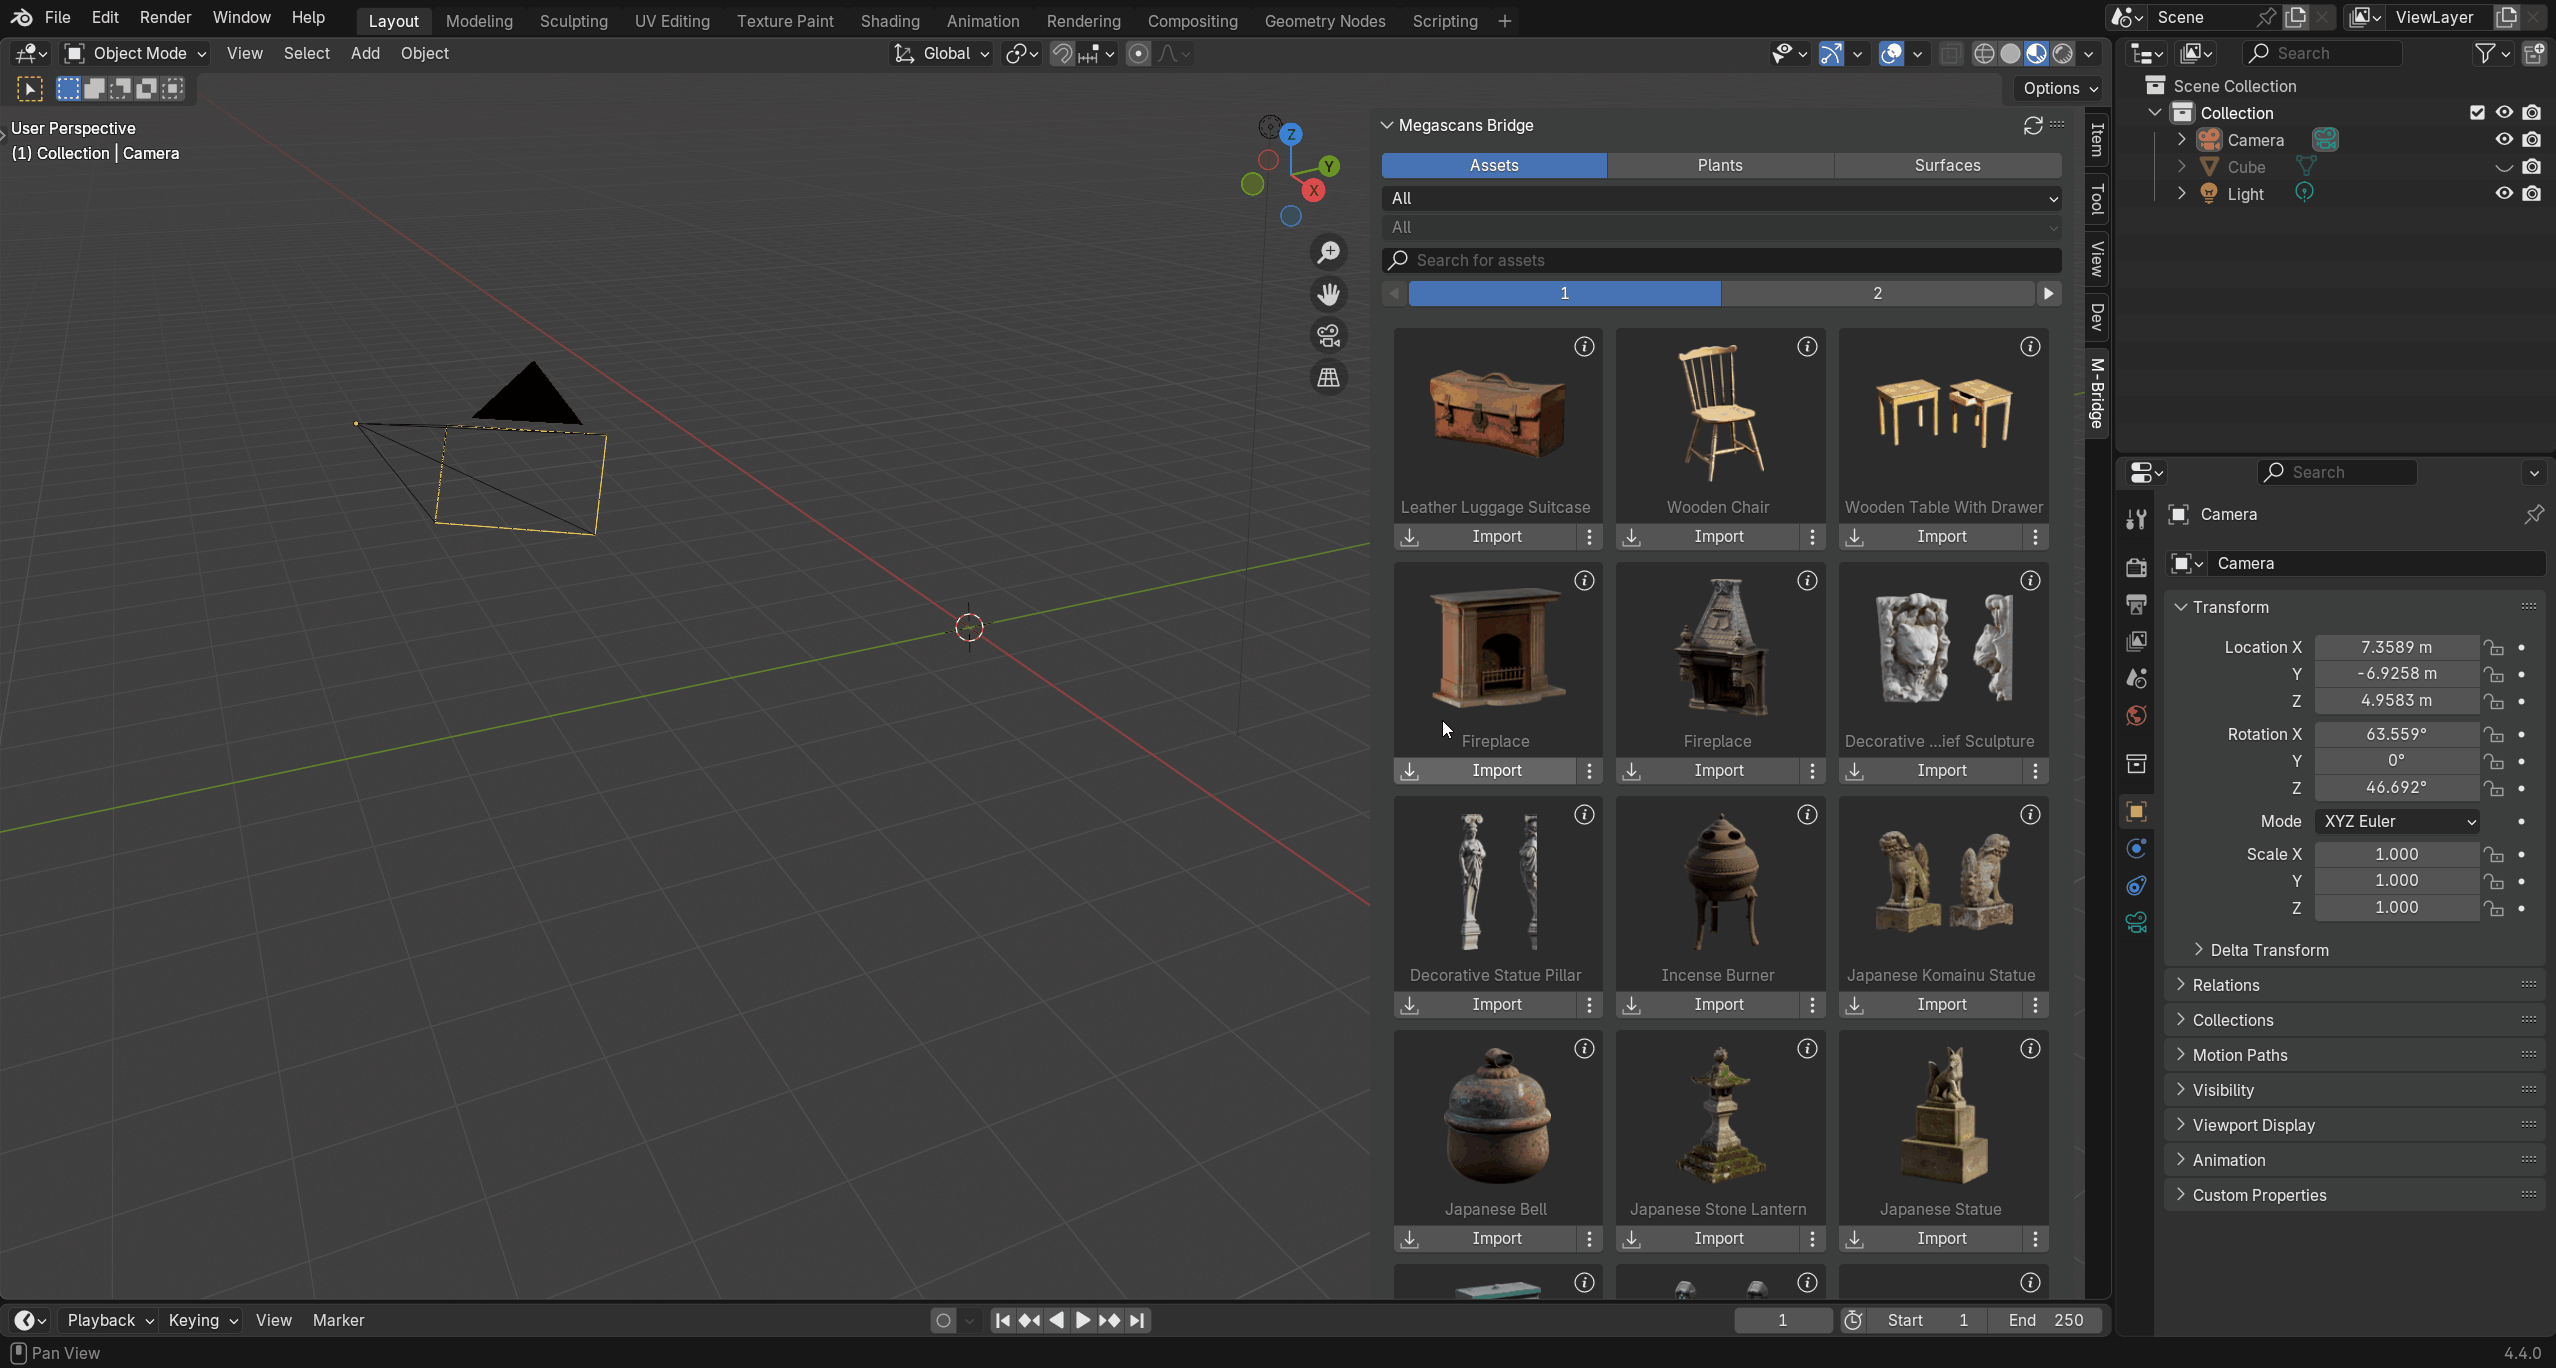 File Edit Render Window Help Layout Modeling Sculpting UV Editing Texture Paint Shading Animation Rendering Compositing Geometry Nodes Scripting Scene ViewLayer
Object Mode View Select Add Object Global Search
Options
User Perspective
(1) Collection | Camera
Z
Y
X
Megascans Bridge
Assets Plants Surfaces
All
All
Search for assets
1 2
Leather Luggage Suitcase Wooden Chair Wooden Table With Drawer
Import Import Import
Fireplace Fireplace Decorative ...ief Sculpture
Import Import Import
Decorative Statue Pillar Incense Burner Japanese Komainu Statue
Import Import Import
Japanese Bell Japanese Stone Lantern Japanese Statue
Import Import Import
Item
Tool
View
Dev
M-Bridge
Scene Collection
Collection
Camera
Cube
Light
Search
Camera
Camera
Transform
Location X 7.3589 m
Y -6.9258 m
Z 4.9583 m
Rotation X 63.559°
Y 0°
Z 46.692°
Mode XYZ Euler
Scale X 1.000
Y 1.000
Z 1.000
Delta Transform
Relations
Collections
Motion Paths
Visibility
Viewport Display
Animation
Custom Properties
Playback Keying View Marker 1 Start 1 End 250
Pan View 4.4.0